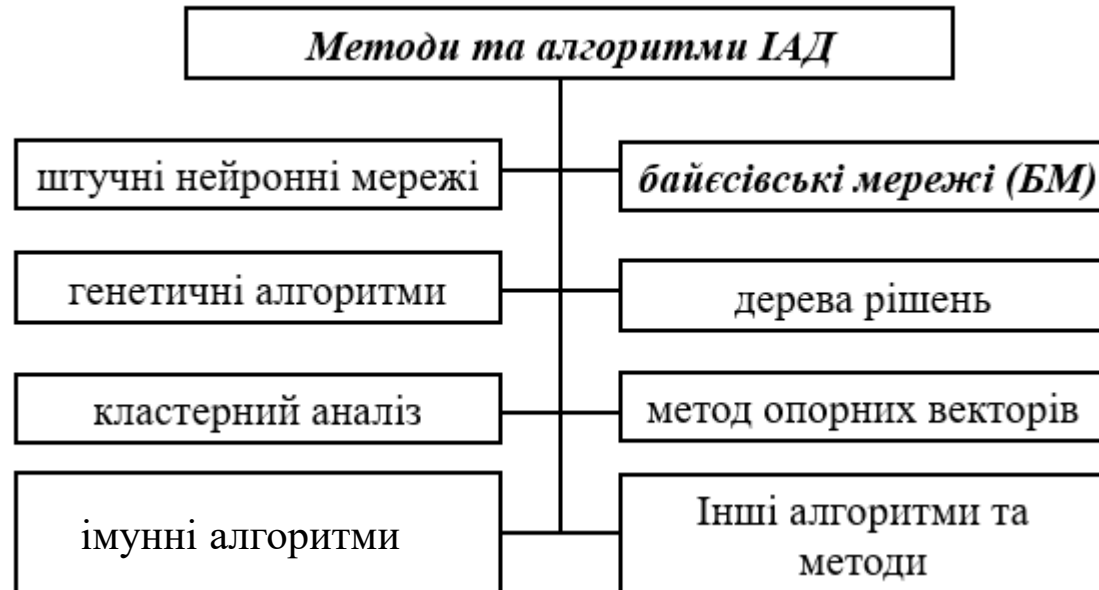 Методи та алгоритми ІАД
штучні нейронні мережі
байєсівські мережі (БМ)
генетичні алгоритми
дерева рішень
кластерний аналіз
метод опорних векторів
імунні алгоритми
Інші алгоритми та
методи